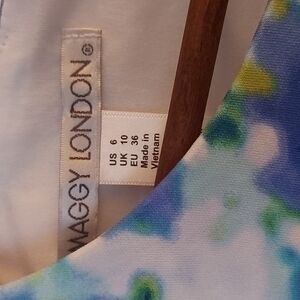 MAGGY LONDON®
US 6
UK 10
EU 36
Made in
Vietnam